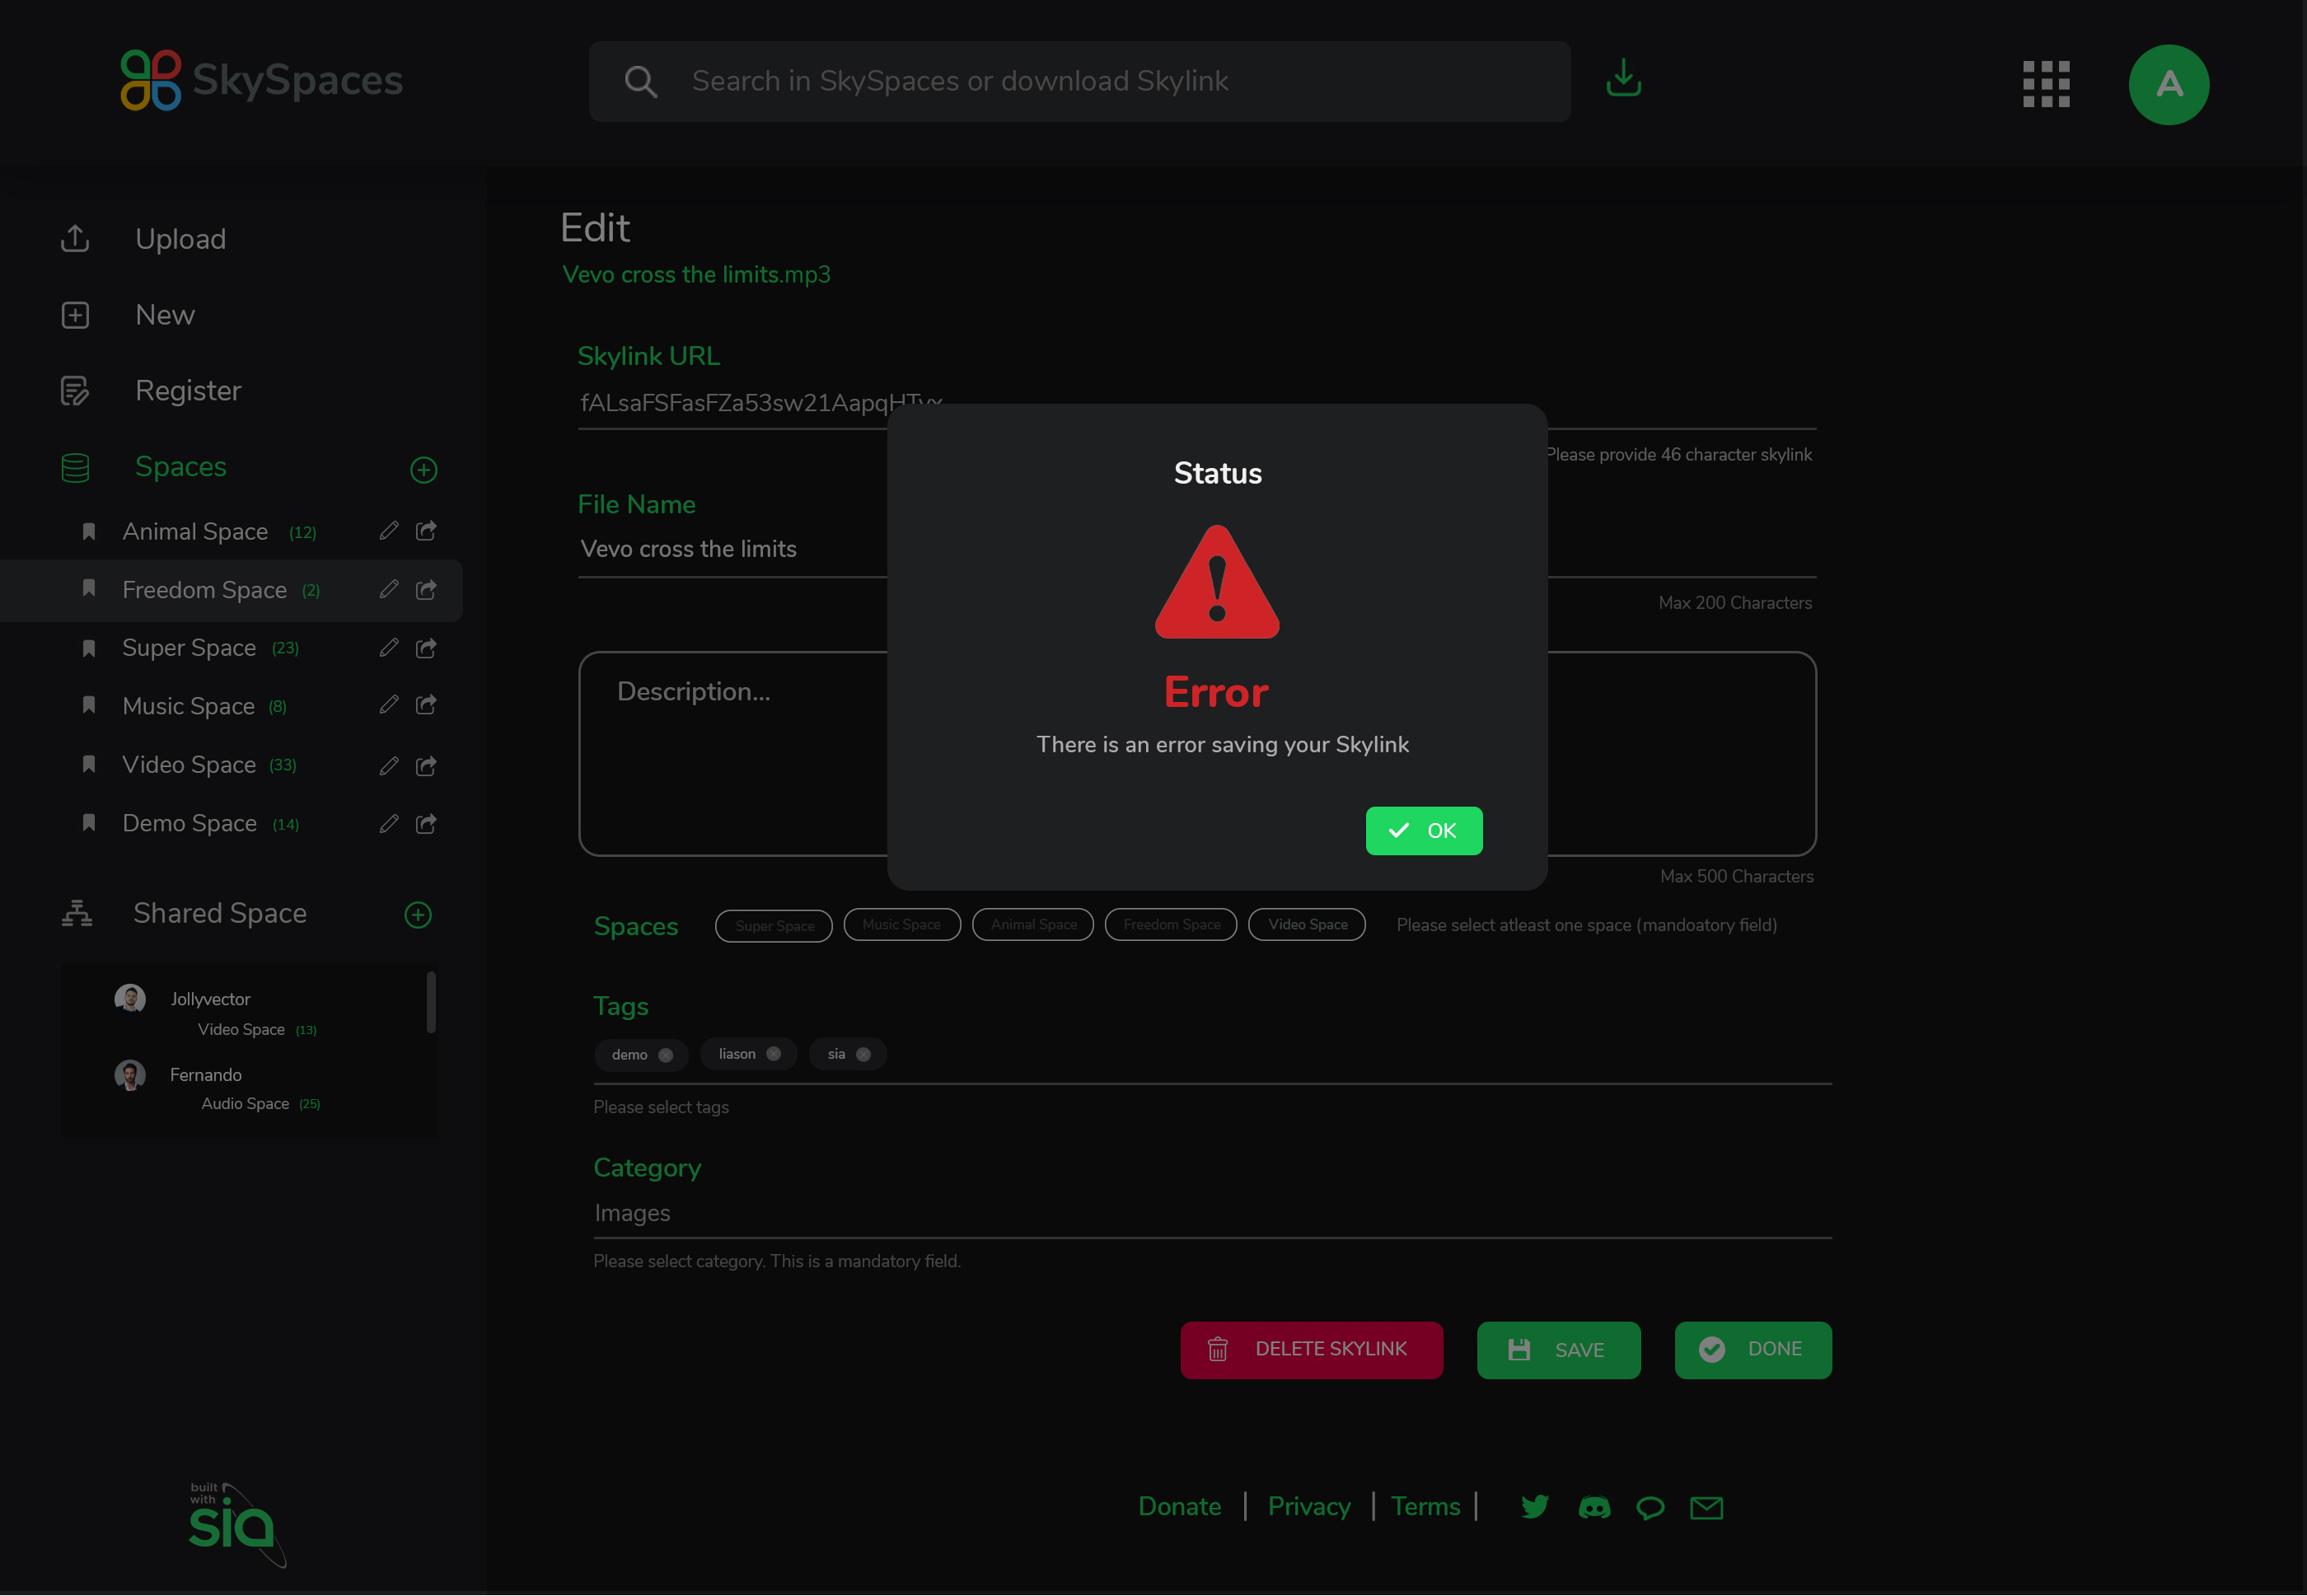 SkySpaces
Search in SkySpaces or download Skylink
A
Upload
New
Register
Spaces
Animal Space (12)
Freedom Space (2)
Super Space (23)
Music Space (8)
Video Space (33)
Demo Space (14)
Shared Space
Jollyvector
Video Space (13)
Fernando
Audio Space (25)
built
with
sia
Edit
Vevo cross the limits.mp3
Skylink URL
fALsaFSFasFZa53sw21AapqHTvx
Please provide 46 character skylink
File Name
Vevo cross the limits
Max 200 Characters
Description...
Max 500 Characters
Status
Error
There is an error saving your Skylink
OK
Spaces
Super Space
Music Space
Animal Space
Freedom Space
Video Space
Please select atleast one space (mandoatory field)
Tags
demo
liason
sia
Please select tags
Category
Images
Please select category. This is a mandatory field.
DELETE SKYLINK
SAVE
DONE
Donate | Privacy | Terms |